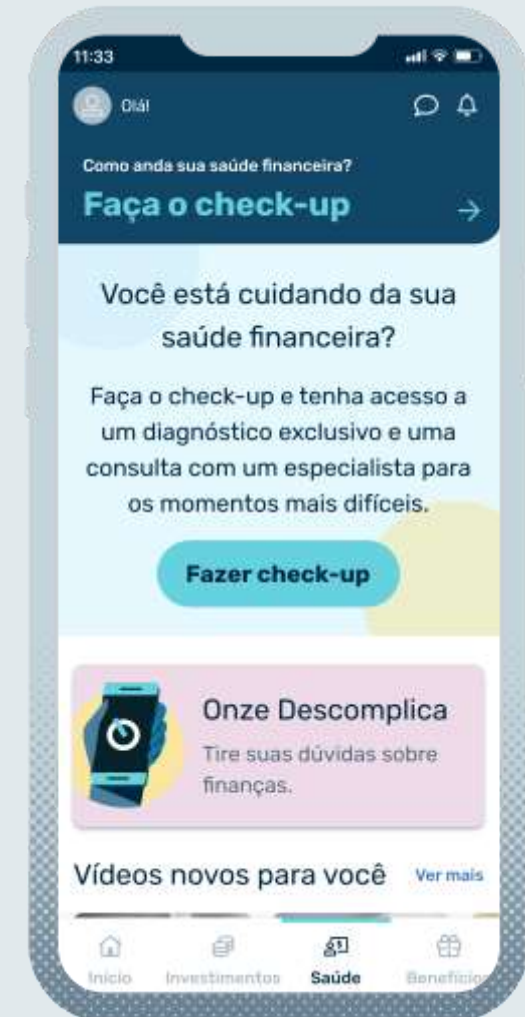 11:33
Olá!
Como anda sua saúde financeira?
Faça o check-up
Você está cuidando da sua
saúde financeira?
Faça o check-up e tenha acesso a
um diagnóstico exclusivo e uma
consulta com um especialista para
os momentos mais difíceis.
Fazer check-up
Onze Descomplica
Tire suas dúvidas sobre
finanças.
Vídeos novos para você Ver mais
Início Investimentos Saúde Benefícios